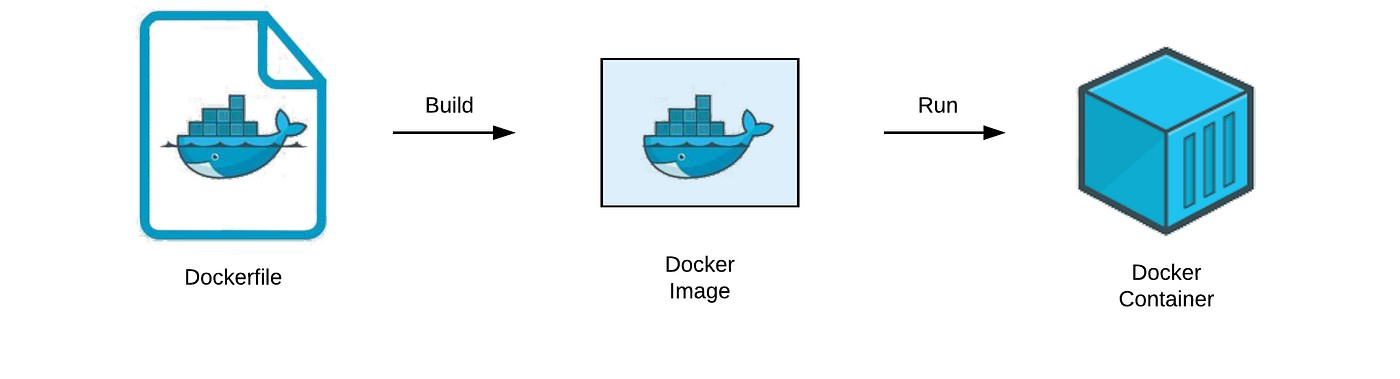 Build
Run
Dockerfile
Docker
Image
Docker
Container